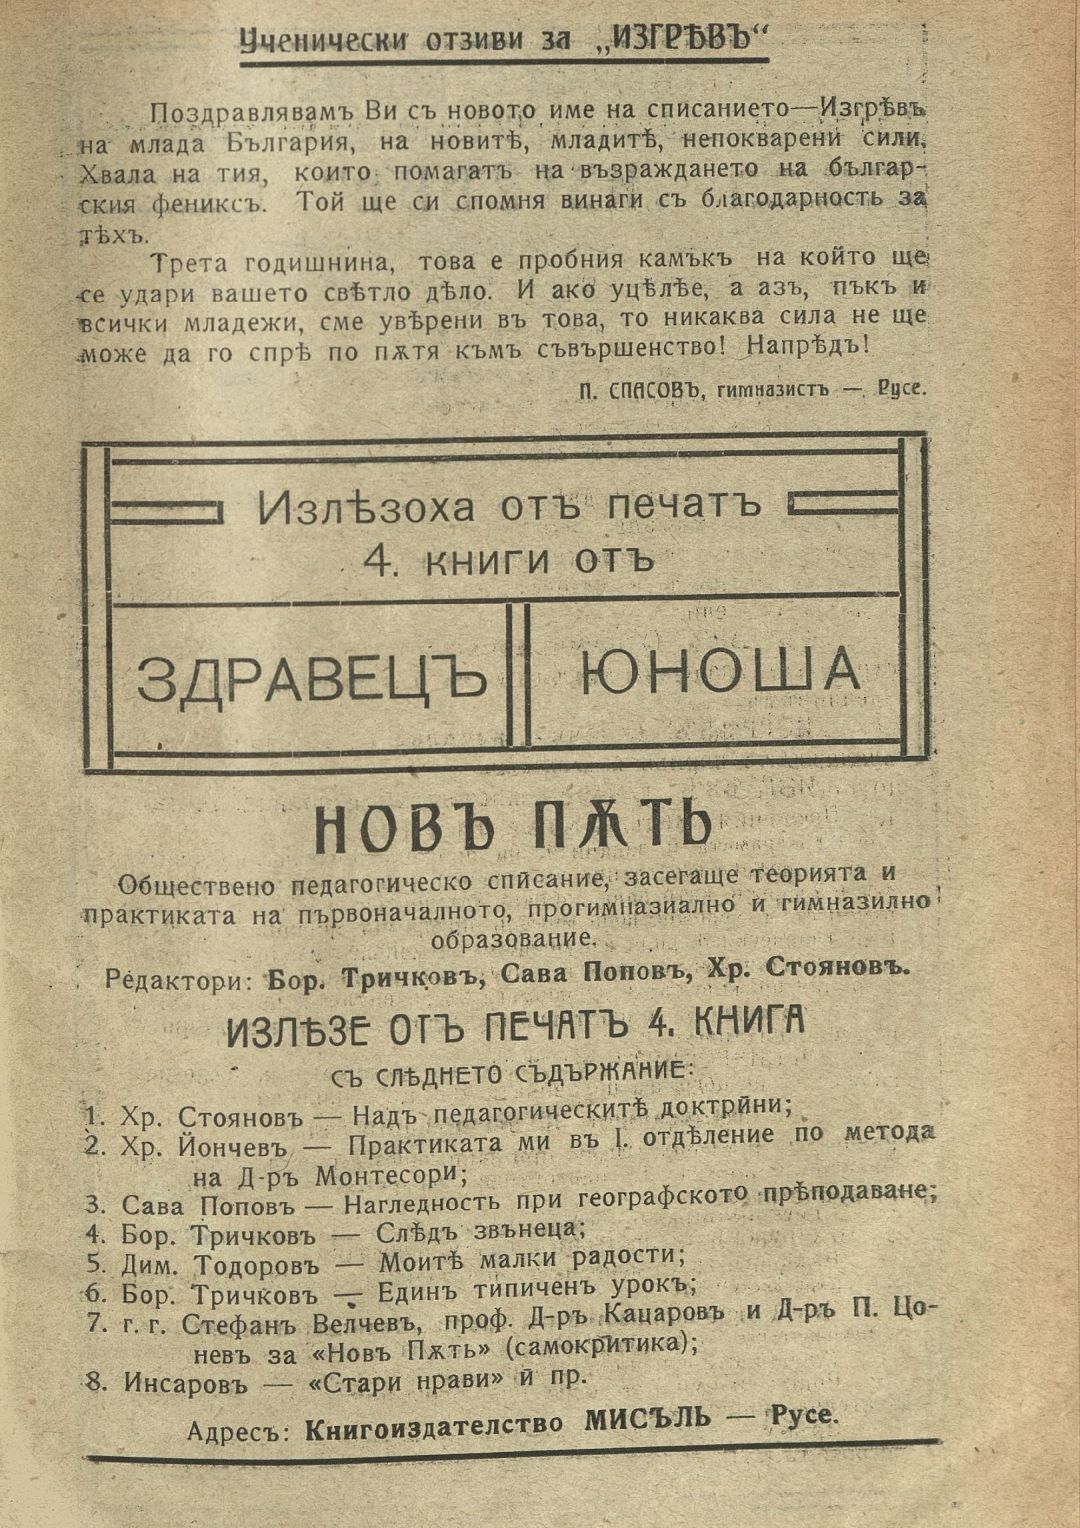 Ученически отзиви за „ИЗГРѢВЪ“
Поздравлявамъ Ви съ новото име на списанието—Изгрѣвъ
на млада България, на новитѣ, младитѣ, непокварени сили.
Хвала на тия, които помагатъ на възраждането на българ-
ския фениксъ. Той ще си спомня винаги съ благодарность за
тѣхъ.
Трета годишнина, това е пробния камъкъ на който ще
се удари вашето свѣтло дѣло. И ако уцѣлѣе, а азъ, пъкъ и
всички младежи, сме увѣрени въ това, то никаква сила не ще
може да го спрѣ по пѫтя къмъ съвършенство! Напрѣдъ!
П. СПАСОВЪ, гимназистъ — Русе.
Излѣзоха отъ печатъ
4. книги отъ
ЗДРАВЕЦЪ
ЮНОША
НОВЪ ПѪТЬ
Обществено педагогическо списание, засегаще теорията и
практиката на първоначалното, прогимназиално и гимназилно
образование.
Редактори: Бор. Тричковъ, Сава Поповъ, Хр. Стояновъ.
ИЗЛѢЗЕ ОТЪ ПЕЧАТЪ 4. КНИГА
СЪ СЛѢДНЕТО СЪДЪРЖАНИЕ:
1. Хр. Стояновъ — Надъ педагогическитѣ доктрини;
2. Хр. Йончевъ — Практиката ми въ I. отдѣление по метода
на Д-ръ Монтесори;
3. Сава Поповъ — Нагледность при географското прѣподаване;
4. Бор. Тричковъ — Слѣдъ звънеца;
5. Дим. Тодоровъ — Моитѣ малки радости;
6. Бор. Тричковъ — Единъ типиченъ урокъ;
7. г. г. Стефанъ Велчевъ, проф. Д-ръ Кацаровъ и Д-ръ П. Цо-
невъ за «Новъ Пѫть» (самокритика);
8. Инсаровъ — «Стари нрави» и пр.
Адресъ: Книгоиздателство МИСЪЛЬ — Русе.